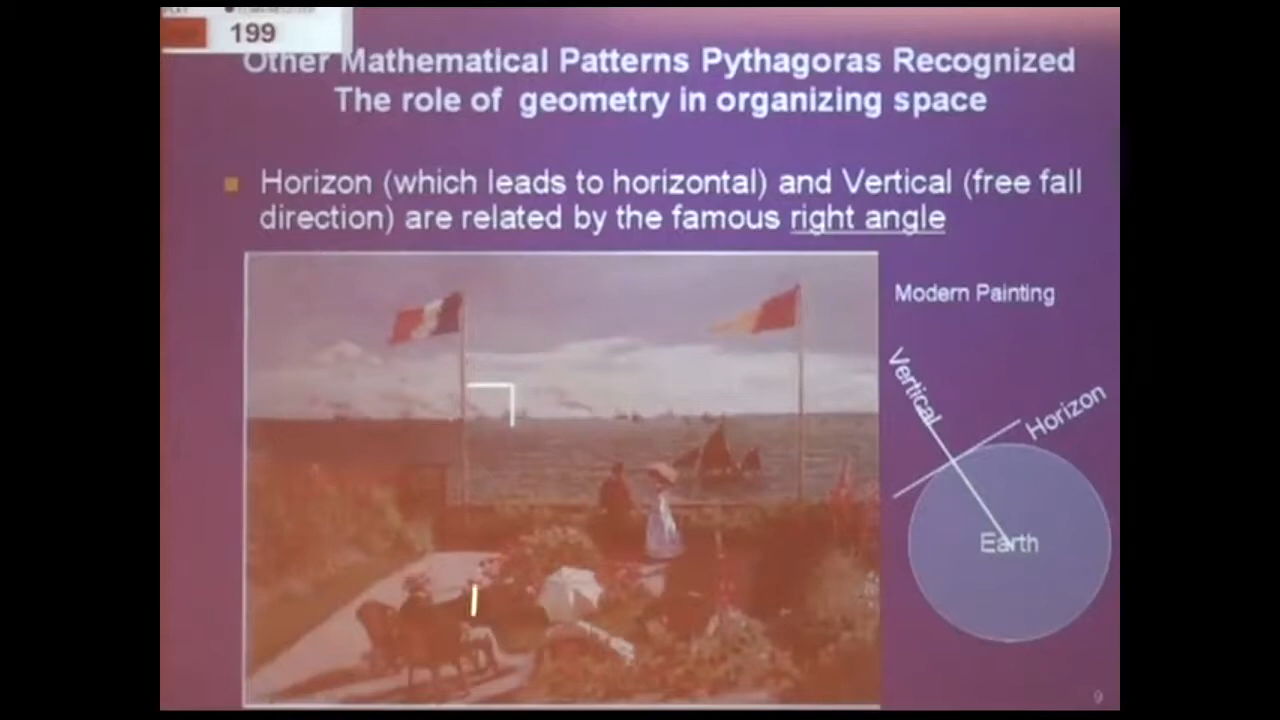 199
Other Mathematical Patterns Pythagoras Recognized
The role of geometry in organizing space
Horizon (which leads to horizontal) and Vertical (free fall
direction) are related by the famous right angle
Modern Painting
Vertical
Horizon
Earth
9